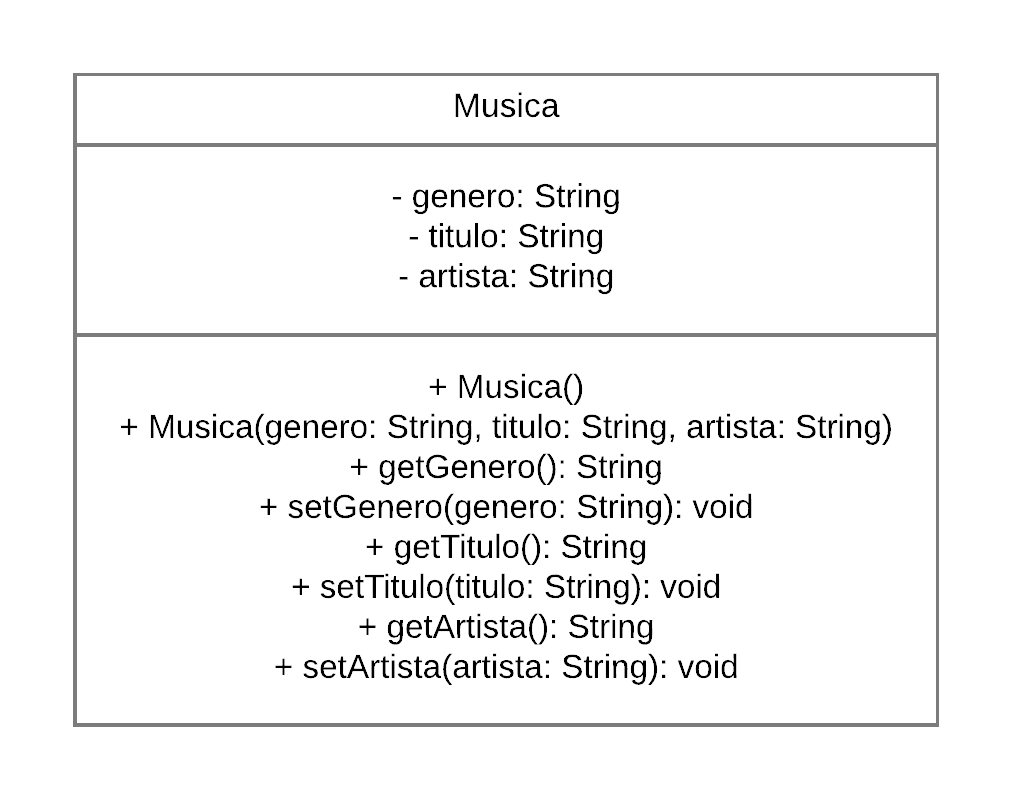 Musica
- genero: String
- titulo: String
- artista: String
+ Musica()
+ Musica(genero: String, titulo: String, artista: String)
+ getGenero(): String
+ setGenero(genero: String): void
+ getTitulo(): String
+ setTitulo(titulo: String): void
+ getArtista(): String
+ setArtista(artista: String): void